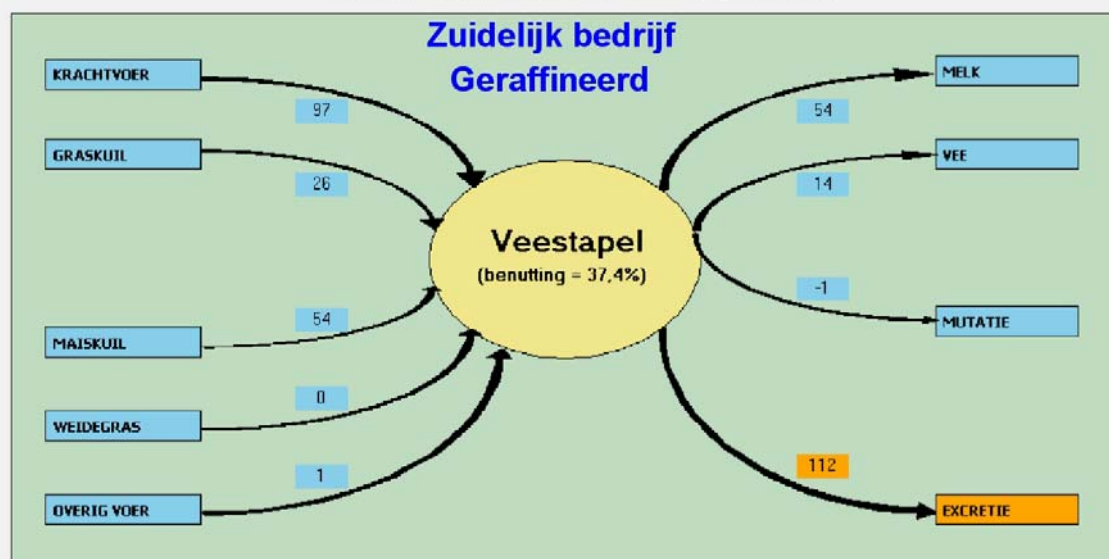 Zuidelijk bedrijf
Geraffineerd
KRACHTVOER
97
GRASKUIL
26
MAISKUIL
54
WEIDEGRAS
0
OVERIG VOER
1
Veestapel
(benutting = 37,4%)
MELK
54
VEE
14
-1
MUTATIE
112
EXCRETIE